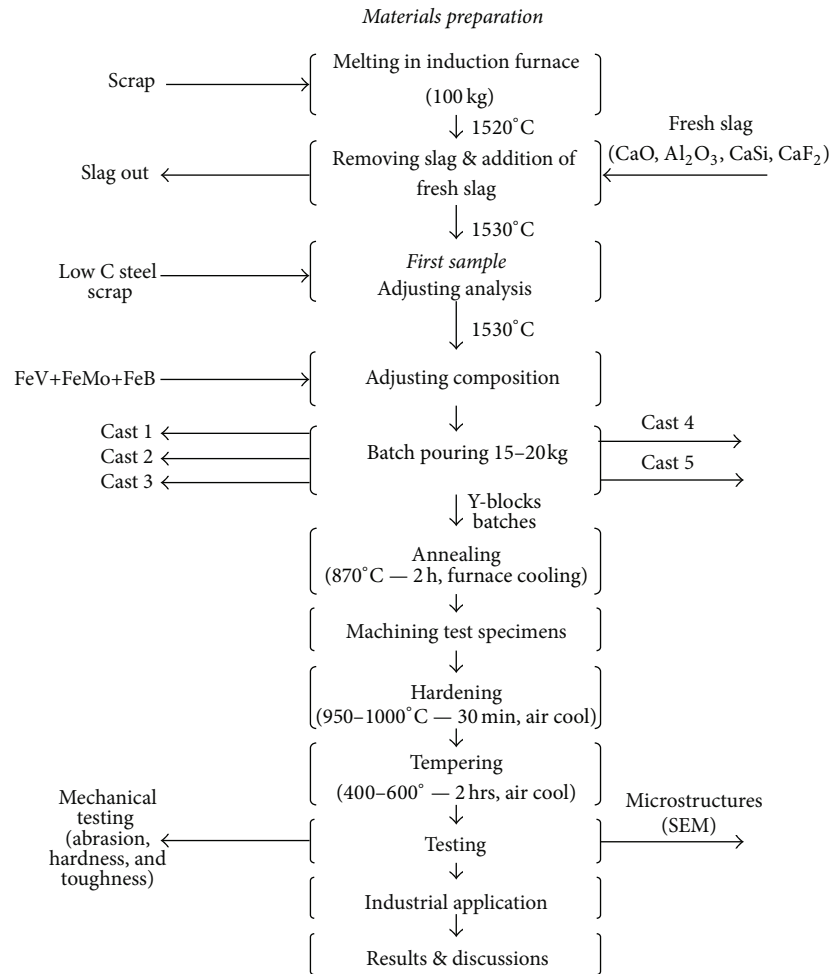 Materials preparation
Melting in induction furnace
(100 kg)
Scrap
1520°C
Fresh slag
(CaO, Al₂O₃, CaSi, CaF₂)
Removing slag & addition of
fresh slag
Slag out
1530°C
First sample
Adjusting analysis
Low C steel
scrap
1530°C
FeV+FeMo+FeB
Adjusting composition
Cast 1
Cast 2
Cast 3
Batch pouring 15–20 kg
Cast 4
Cast 5
Y-blocks
batches
Annealing
(870°C — 2 h, furnace cooling)
Machining test specimens
Hardening
(950–1000°C — 30 min, air cool)
Tempering
(400–600° — 2 hrs, air cool)
Mechanical
testing
(abrasion,
hardness, and
toughness)
Testing
Microstructures
(SEM)
Industrial application
Results & discussions